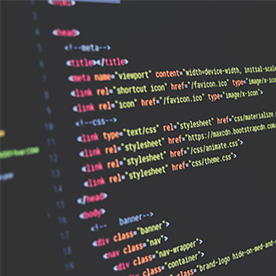 <head>
<!--meta-->
<title></title>
<meta name="viewport" content="width=device-width, initial-scale
<link rel="shortcut icon" href="/favicon.ico" type="image/x-ico
<link rel="icon" href="/favicon.ico" type="image/x-icon">
<!--css-->
<link type="text/css" rel="stylesheet" href="css/materialize.
<link rel="stylesheet" href="https://maxcdn.bootstrapcdn.com
<link rel="stylesheet" href="/css/animate.css">
<link rel="stylesheet" href="css/theme.css">
</head>
<body>
<!-- banner-->
<div class="banner">
<nav class="nav-wrapper">
<div class="container">
class="brand-logo hide-on-med-and-